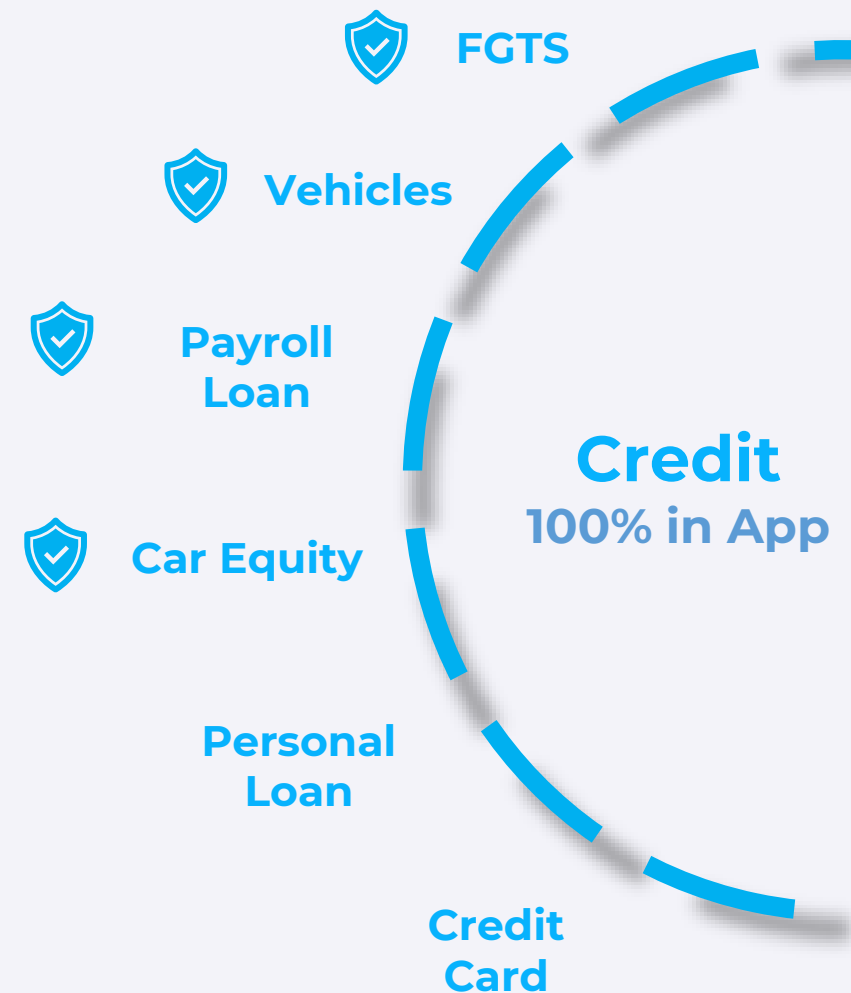 FGTS
Vehicles
Payroll
Loan
Credit
100% in App
Car Equity
Personal
Loan
Credit
Card